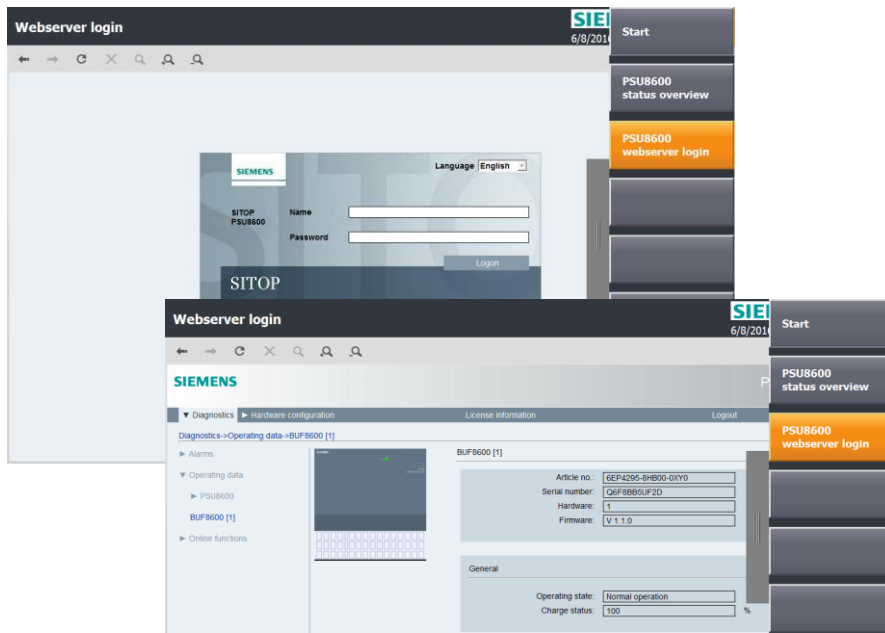 Webserver login
SIE
6/8/201
Start
PSU8600
status overview
PSU8600
webserver login
SIEMENS
Language English
SITOP
PSU8600
Name
Password
Logon
SITOP
Webserver login
SIE
6/8/201
Start
PSU8600
status overview
PSU8600
webserver login
SIEMENS
P
▼ Diagnostics ► Hardware configuration License information Logout
Diagnostics->Operating data->BUF8600 [1]
► Alarms
▼ Operating data
► PSU8600
BUF8600 [1]
► Online functions
BUF8600 [1]
Article no.: 6EP4295-8HB00-0XY0
Serial number: Q6F8BB5UF2D
Hardware: 1
Firmware: V 1.1.0
General
Operating state: Normal operation
Charge status: 100 %